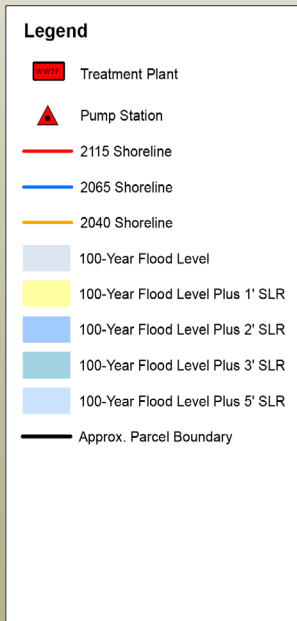 Legend
WWTF Treatment Plant
Pump Station
2115 Shoreline
2065 Shoreline
2040 Shoreline
100-Year Flood Level
100-Year Flood Level Plus 1' SLR
100-Year Flood Level Plus 2' SLR
100-Year Flood Level Plus 3' SLR
100-Year Flood Level Plus 5' SLR
Approx. Parcel Boundary